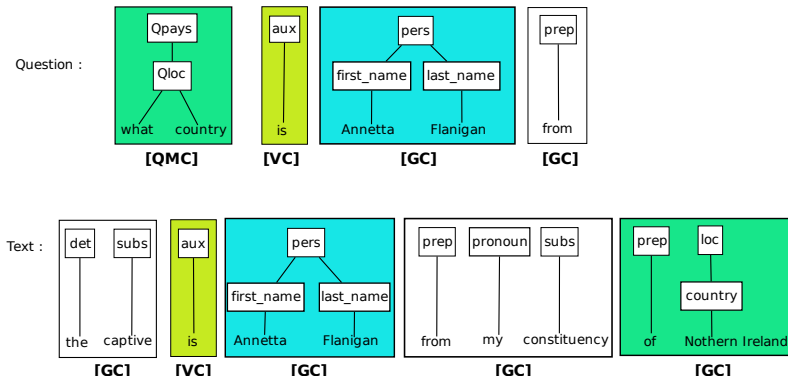 Qpays aux pers prep
Question :
Qloc first_name last_name
what country is Annetta Flanigan from
[QMC] [VC] [GC] [GC]
Text :
det subs aux pers prep pronoun subs prep loc
first_name last_name country
the captive is Annetta Flanigan from my constituency of Nothern Ireland
[GC] [VC] [GC] [GC] [GC]